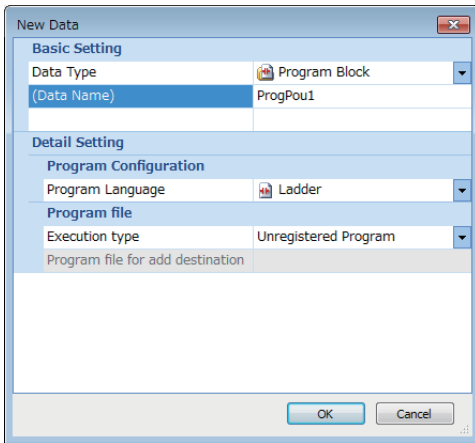 New Data
Basic Setting
Data Type Program Block
(Data Name) ProgPou1
Detail Setting
Program Configuration
Program Language Ladder
Program file
Execution type Unregistered Program
Program file for add destination
OK Cancel